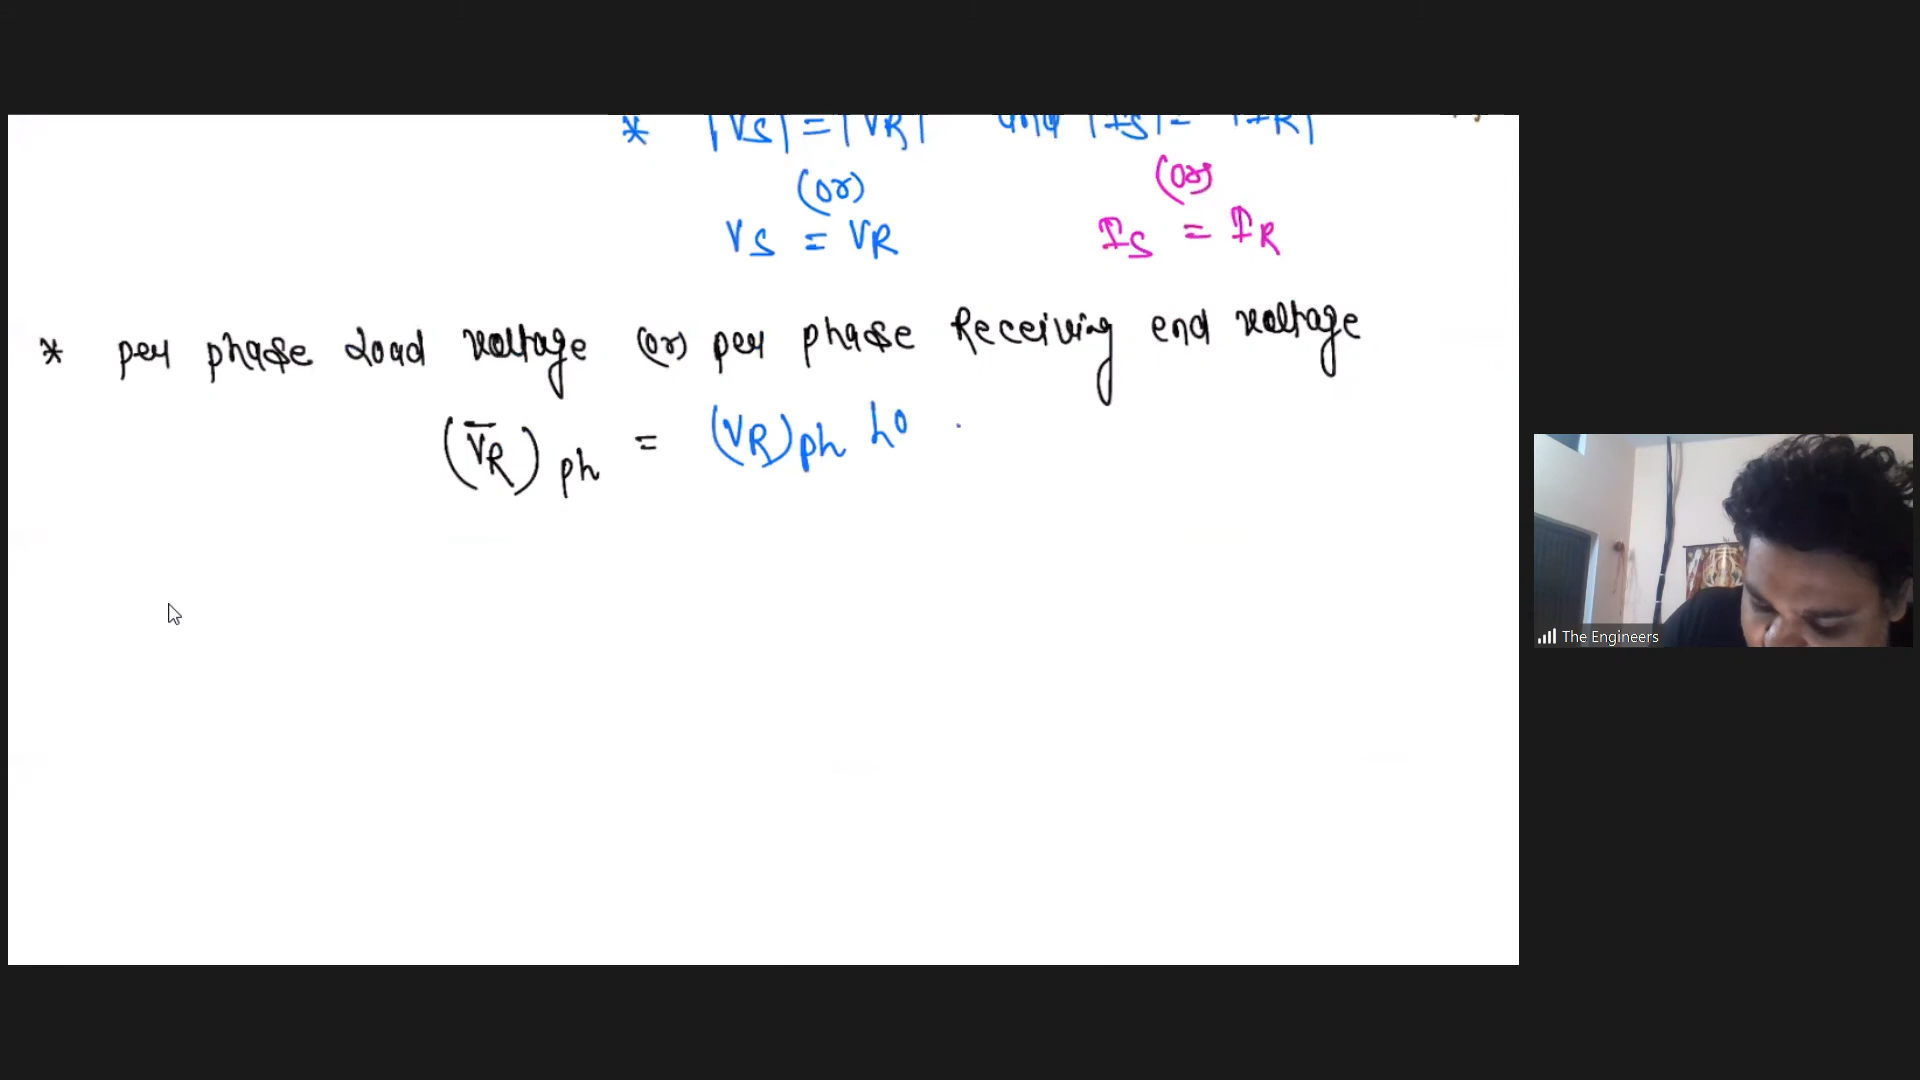 * |VS| = |VR| and |IS| = |IR|
(or) (or)
VS = VR IS = IR
* per phase Load voltage (or) per phase Receiving end voltage
(V̅R)ph = (VR)ph ∠0
The Engineers